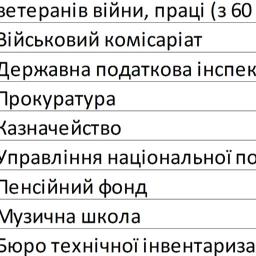 ветеранів війни, праці (з 60
Військовий комісаріат
Державна податкова інспек
Прокуратура
Казначейство
Управління національної по
Пенсійний фонд
Музична школа
Бюро технічної інвентариза